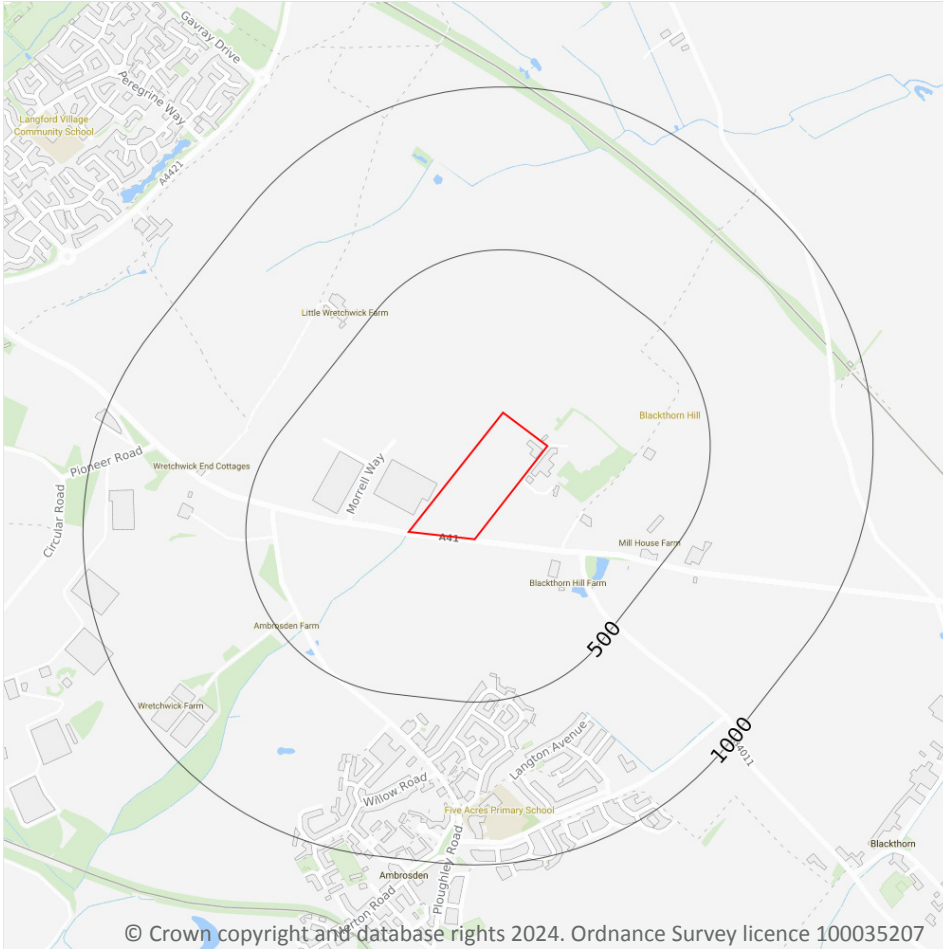 Gavray Drive
Peregrine Way
Langford Village
Community School
A4421
Little Wretchwick Farm
Blackthorn Hill
Pioneer Road
Wretchwick End Cottages
Morrell Way
Circular Road
A41
Mill House Farm
Blackthorn Hill Farm
Ambrosden Farm
500
Wretchwick Farm
1000
Langton Avenue
Willow Road
Five Acres Primary School
Ploughley Road
Blackthorn
Ambrosden
Merton Road
© Crown copyright and database rights 2024. Ordnance Survey licence 100035207